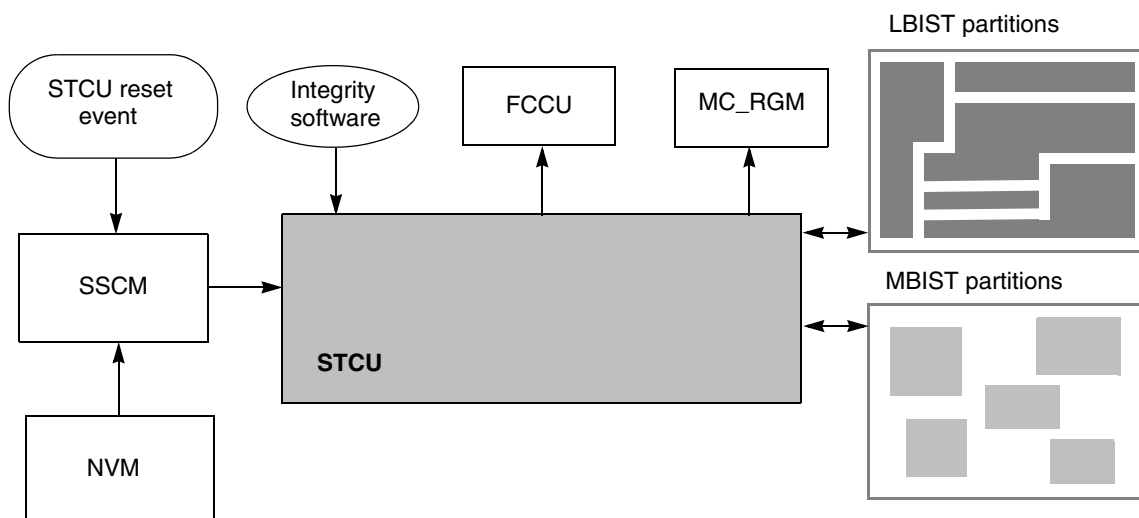 LBIST partitions
STCU reset
event
Integrity
software
FCCU
MC_RGM
SSCM
MBIST partitions
STCU
NVM